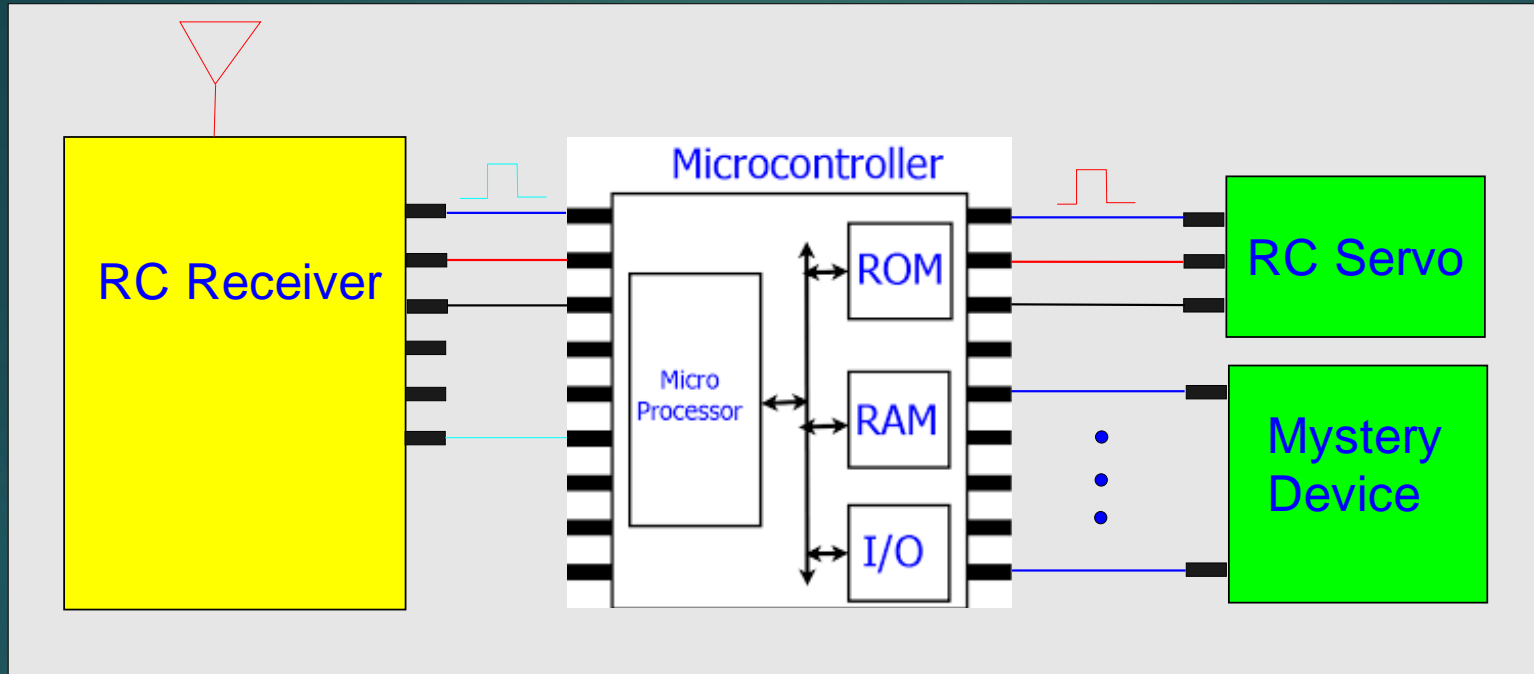 Microcontroller
RC Receiver
Micro
Processor
ROM
RAM
I/O
RC Servo
Mystery
Device